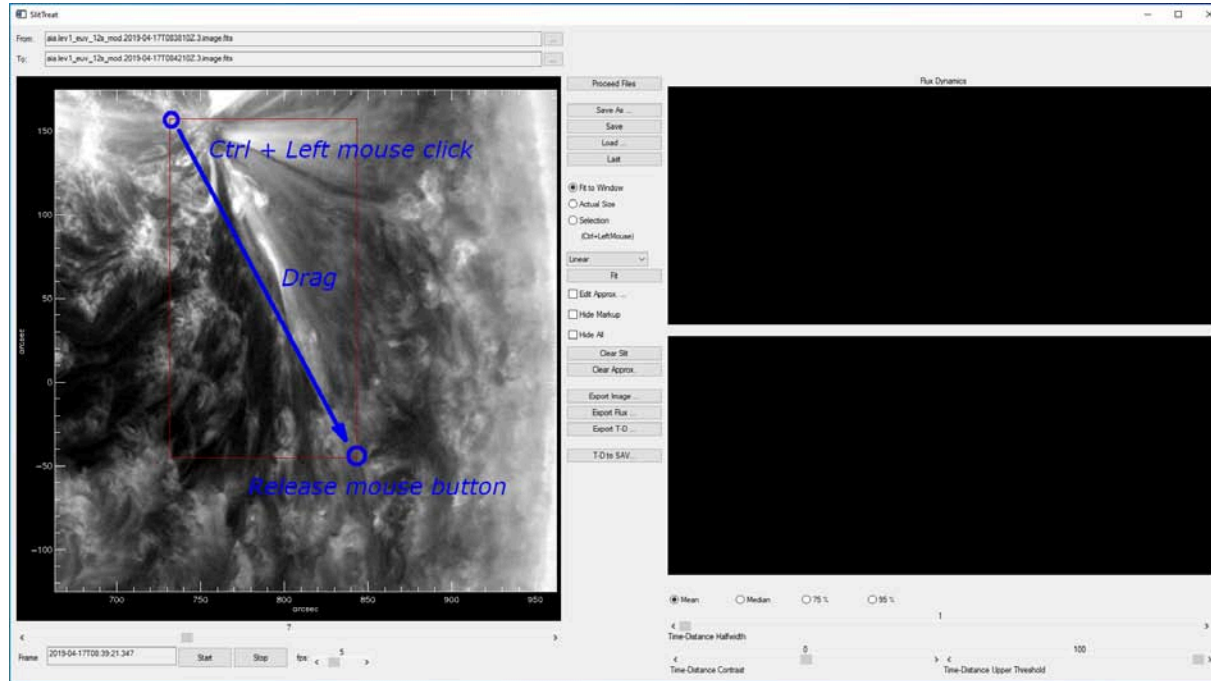 SlitTreat
From: aia.lev1_euv_12s_mod.2019-04-17T083810Z.3.image.fits ...
To: aia.lev1_euv_12s_mod.2019-04-17T084210Z.3.image.fits ...
Proceed Files
Flux Dynamics
Save As ...
Save
Load ...
Last
Fit to Window
Actual Size
Selection
(Ctrl+LeftMouse)
Linear
Fit
Edit Approx. ...
Hide Markup
Hide All
Clear Slit
Clear Approx.
Export Image ...
Export Flux ...
Export T-D ...
T-D to SAV...
Ctrl + Left mouse click
Drag
Release mouse button
150
100
50
0
−50
−100
arcsec
700 750 800 850 900 950
arcsec
7
Frame 2019-04-17T08:39:21.347 Start Stop fps: 5
Mean Median 75 % 95 %
1
Time-Distance Halfwidth
0 100
Time-Distance Contrast Time-Distance Upper Threshold